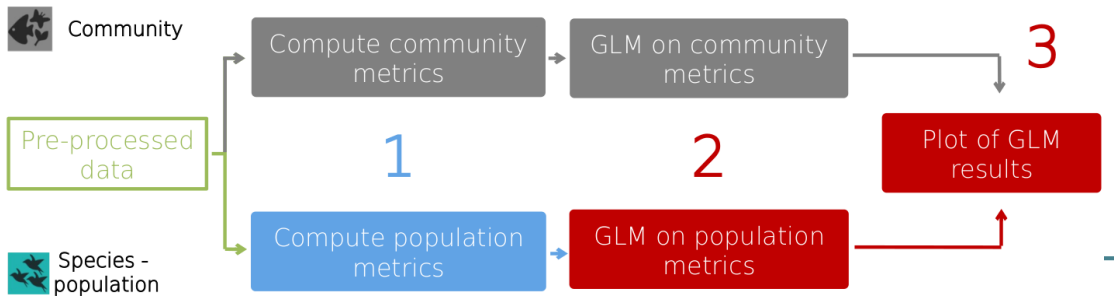 Community
Compute community
metrics
GLM on community
metrics
3
Pre-processed
data
1
2
Plot of GLM
results
Compute population
metrics
GLM on population
metrics
Species -
population